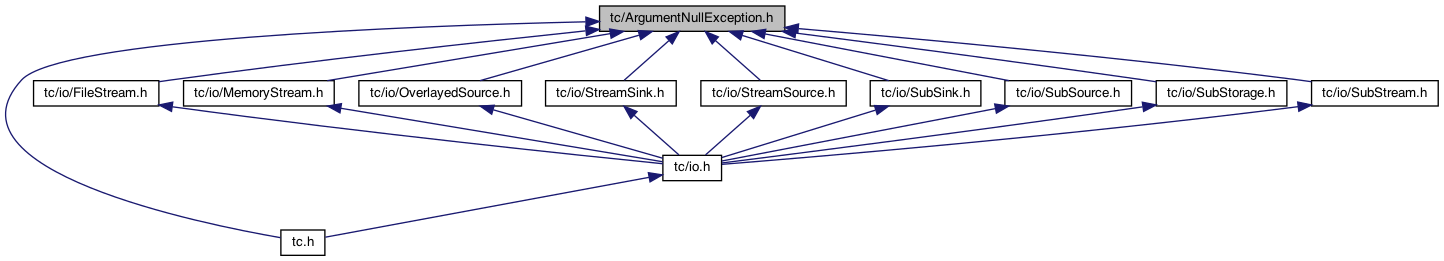 tc/ArgumentNullException.h
tc/io/FileStream.h
tc/io/MemoryStream.h
tc/io/OverlayedSource.h
tc/io/StreamSink.h
tc/io/StreamSource.h
tc/io/SubSink.h
tc/io/SubSource.h
tc/io/SubStorage.h
tc/io/SubStream.h
tc/io.h
tc.h